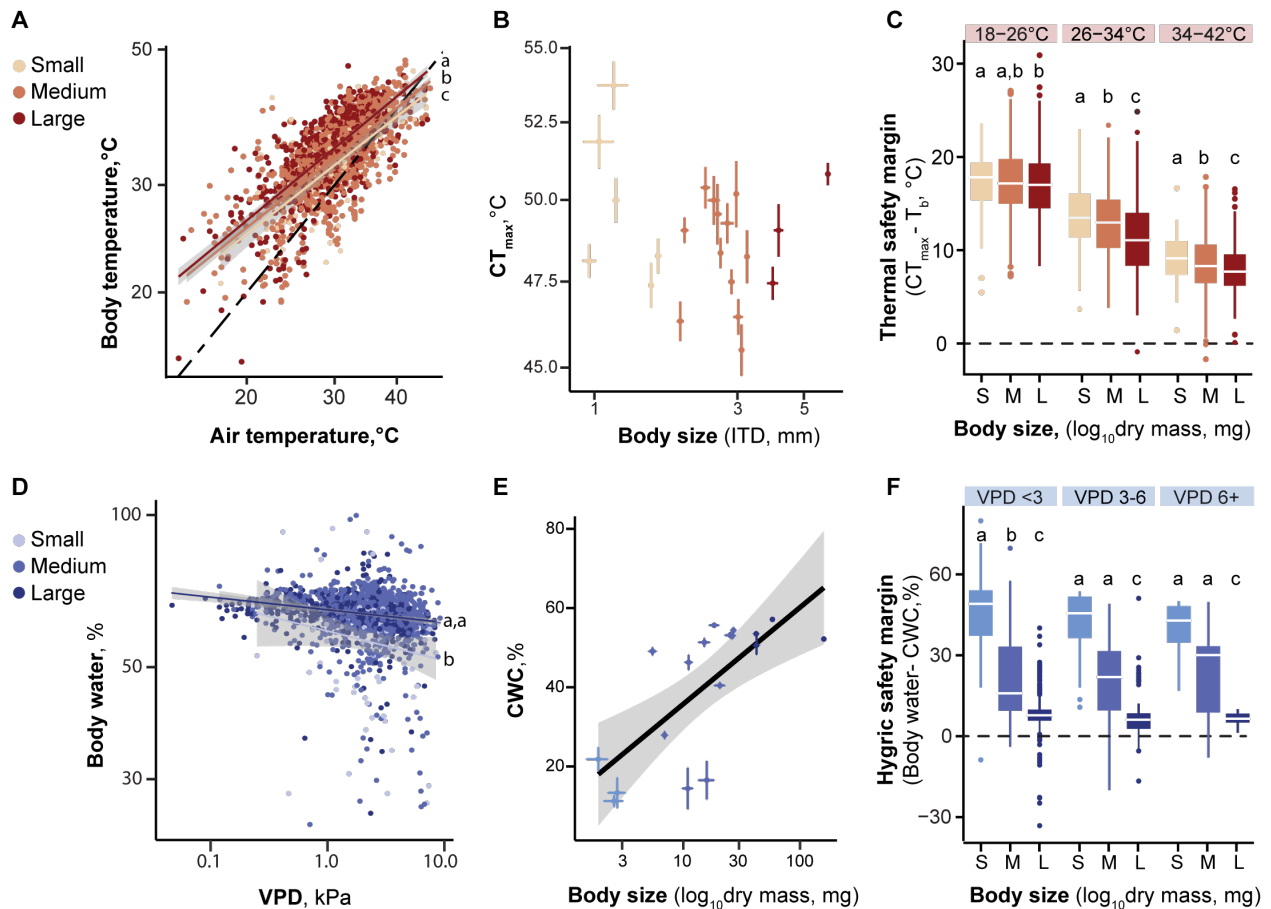 A
Small
Medium
Large
Body temperature,°C
50
30
20
a
b
c
20
30
40
Air temperature,°C
B
CTmax, °C
55.0
52.5
50.0
47.5
45.0
1
3
5
Body size (ITD, mm)
C
18−26°C 26−34°C 34−42°C
Thermal safety margin
(CTmax − Tb, °C)
30
20
10
0
a a,b b
a b c
a b c
S M L S M L S M L
Body size, (log10dry mass, mg)
D
Small
Medium
Large
Body water, %
100
50
30
a,a
b
0.1
1.0
10.0
VPD, kPa
E
CWC,%
80
60
40
20
3
10
30
100
Body size (log10dry mass, mg)
F
VPD <3 VPD 3-6 VPD 6+
Hygric safety margin
(Body water- CWC,%)
60
30
0
−30
a b c
a a c
a a c
S M L S M L S M L
Body size (log10dry mass, mg)